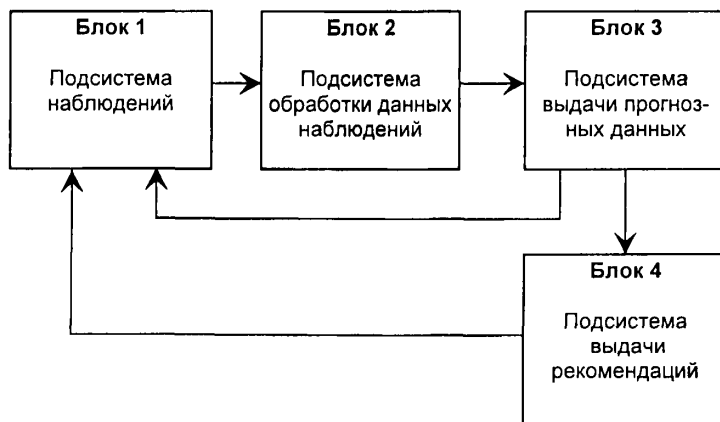 Блок 1
Подсистема
наблюдений
Блок 2
Подсистема
обработки данных
наблюдений
Блок 3
Подсистема
выдачи прогноз-
ных данных
Блок 4
Подсистема
выдачи
рекомендаций